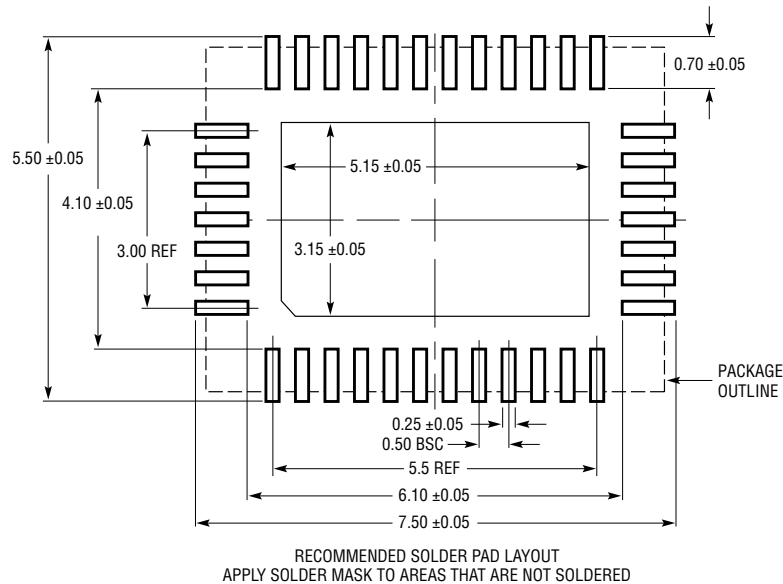 0.70 ±0.05
5.50 ±0.05
5.15 ±0.05
4.10 ±0.05
3.00 REF
3.15 ±0.05
PACKAGE
OUTLINE
0.25 ±0.05
0.50 BSC
5.5 REF
6.10 ±0.05
7.50 ±0.05
RECOMMENDED SOLDER PAD LAYOUT
APPLY SOLDER MASK TO AREAS THAT ARE NOT SOLDERED